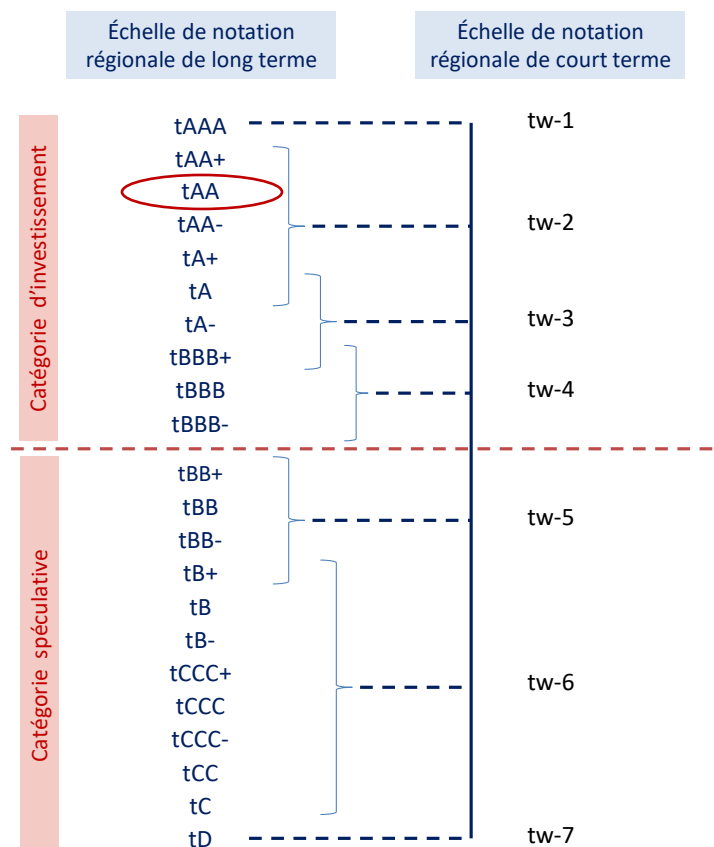 Échelle de notation
régionale de long terme
Échelle de notation
régionale de court terme
Catégorie d'investissement
tAAA
tw-1
tAA+
tAA
tAA-
tw-2
tA+
tA
tA-
tw-3
tBBB+
tBBB
tw-4
tBBB-
Catégorie spéculative
tBB+
tBB
tw-5
tBB-
tB+
tB
tB-
tCCC+
tw-6
tCCC
tCCC-
tCC
tC
tD
tw-7